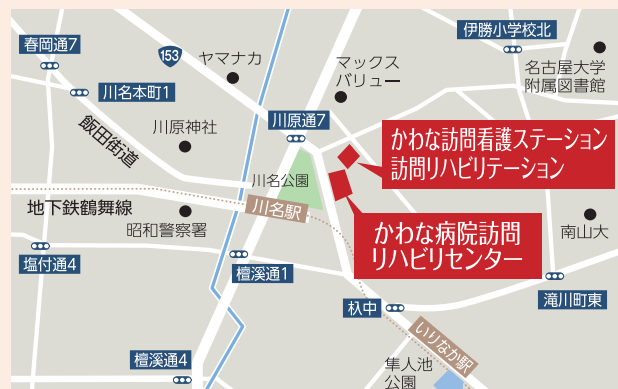 春岡通7
153
ヤマナカ
伊勝小学校北
マックス
バリュー
名古屋大学
附属図書館
川名本町1
川原通7
飯田街道
川原神社
かわな訪問看護ステーション
訪問リハビリテーション
川名公園
地下鉄鶴舞線
川名駅
昭和警察署
かわな病院訪問
リハビリセンター
南山大
塩付通4
檀溪通1
杁中
滝川町東
いりなか駅
檀溪通4
隼人池
公園